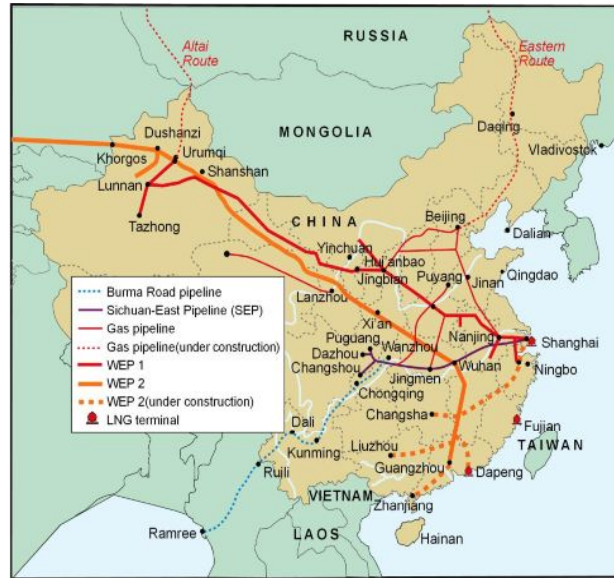 RUSSIA
Altai
Route
Eastern
Route
MONGOLIA
Daqing
Vladivostok
Dushanzi
Khorgos
Urumqi
Shanshan
Lunnan
Tazhong
CHINA
Beijing
Dalian
Yinchuan
Hui'anbao
Jingbian
Puyang
Jinan
Qingdao
Lanzhou
Xi'an
Nanjing
Shanghai
Puguang
Wanzhou
Dazhou
Changshou
Jingmen
Wuhan
Ningbo
Chongqing
Changsha
Fujian
TAIWAN
Dali
Kunming
Liuzhou
Ruili
Guangzhou
Dapeng
VIETNAM
Zhanjiang
Ramree
LAOS
Hainan
Burma Road pipeline
Sichuan-East Pipeline (SEP)
Gas pipeline
Gas pipeline(under construction)
WEP 1
WEP 2
WEP 2(under construction)
LNG terminal